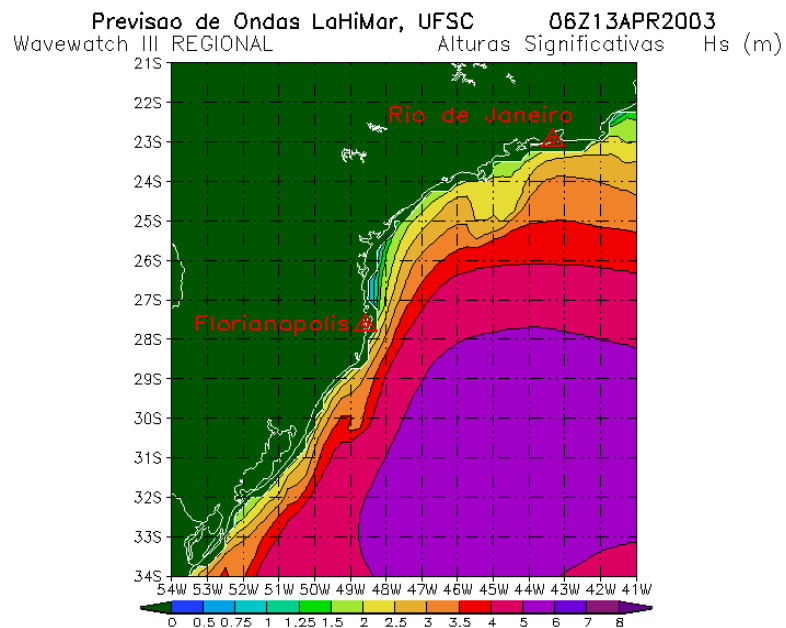 Previsao de Ondas LaHiMar, UFSC 06Z13APR2003
Wavewatch III REGIONAL Alturas Significativas Hs (m)
21S
22S
Rio de Janeiro
23S
24S
25S
26S
27S
Florianopolis
28S
29S
30S
31S
32S
33S
34S
54W 53W 52W 51W 50W 49W 48W 47W 46W 45W 44W 43W 42W 41W
0 0.5 0.75 1 1.25 1.5 2 2.5 3 3.5 4 5 6 7 8